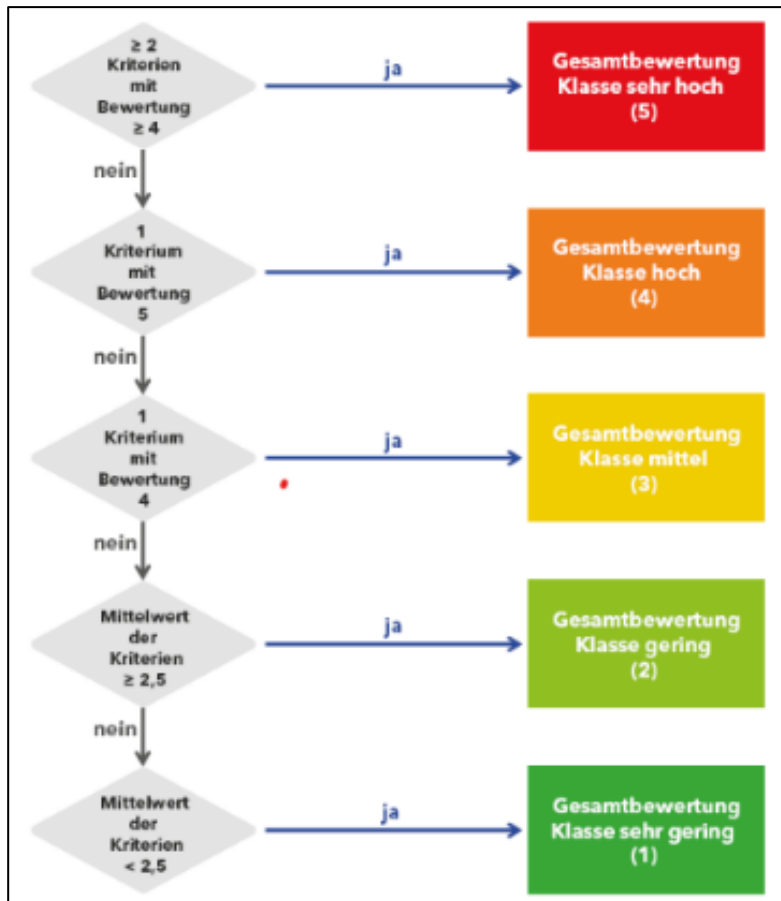 ≥ 2
Kriterien
mit
Bewertung
≥ 4
ja
Gesamtbewertung
Klasse sehr hoch
(5)
nein
1
Kriterium
mit
Bewertung
5
ja
Gesamtbewertung
Klasse hoch
(4)
nein
1
Kriterium
mit
Bewertung
4
ja
Gesamtbewertung
Klasse mittel
(3)
nein
Mittelwert
der
Kriterien
≥ 2,5
ja
Gesamtbewertung
Klasse gering
(2)
nein
Mittelwert
der
Kriterien
< 2,5
ja
Gesamtbewertung
Klasse sehr gering
(1)